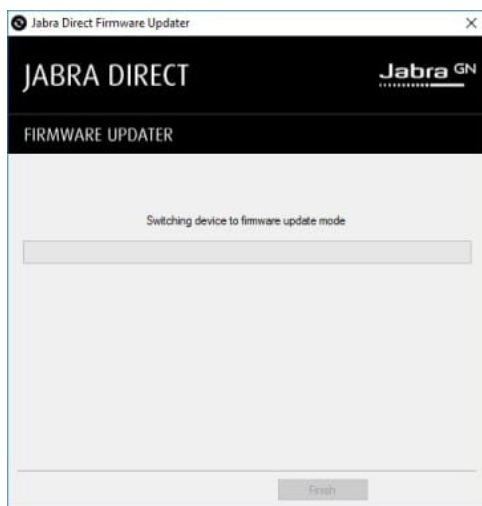 Jabra Direct Firmware Updater
JABRA DIRECT
Jabra GN
FIRMWARE UPDATER
Switching device to firmware update mode
Finish